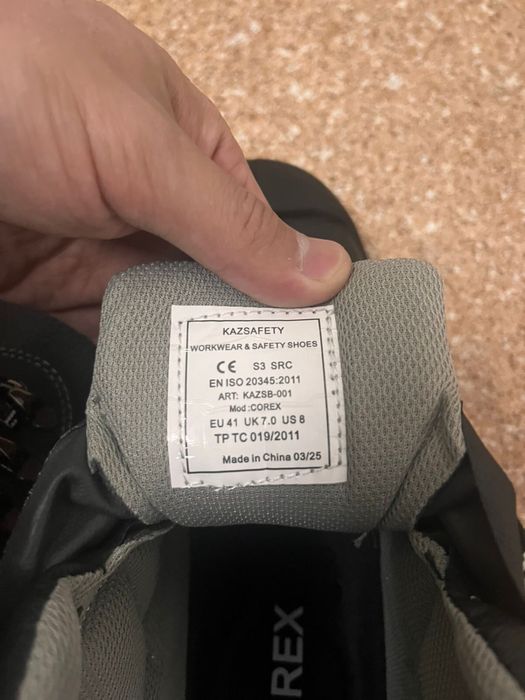 KAZSAFETY
WORKWEAR & SAFETY SHOES
CE S3 SRC
EN ISO 20345:2011
ART: KAZSB-001
Mod :COREX
EU 41 UK 7.0 US 8
TP TC 019/2011
Made in China 03/25
REX